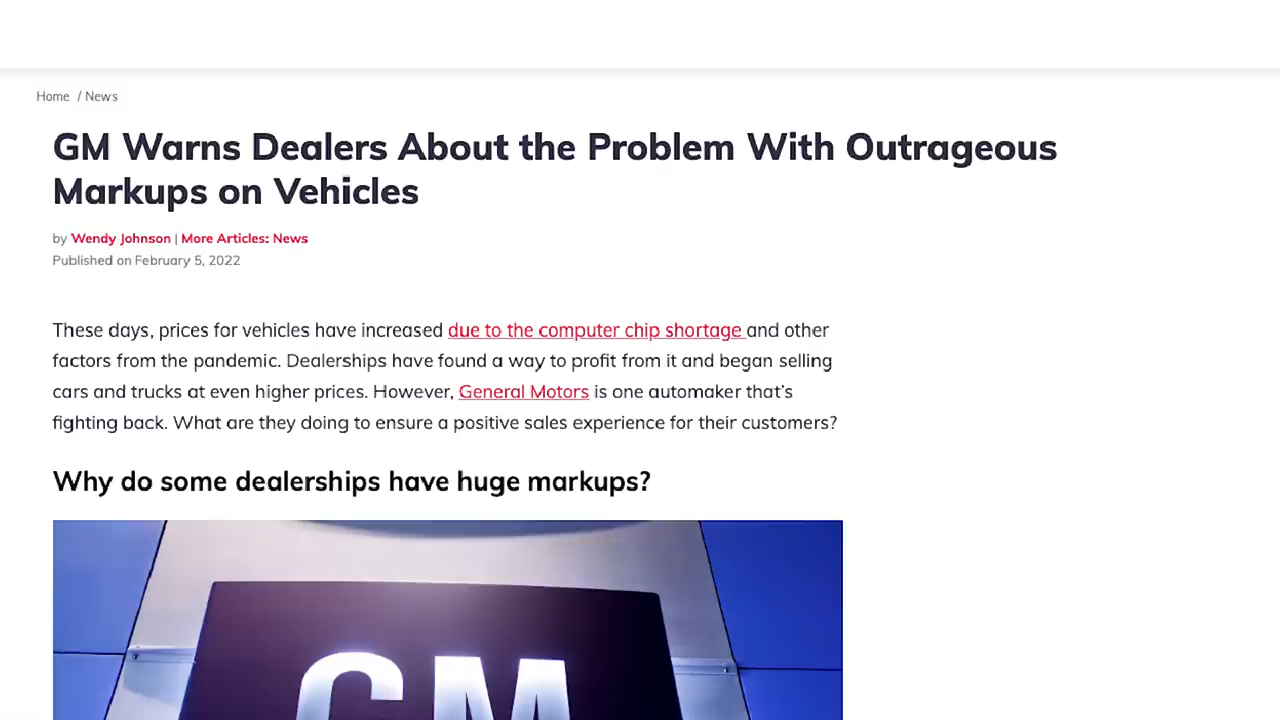 Home / News
GM Warns Dealers About the Problem With Outrageous
Markups on Vehicles
by Wendy Johnson | More Articles: News
Published on February 5, 2022
These days, prices for vehicles have increased due to the computer chip shortage and other
factors from the pandemic. Dealerships have found a way to profit from it and began selling
cars and trucks at even higher prices. However, General Motors is one automaker that's
fighting back. What are they doing to ensure a positive sales experience for their customers?
Why do some dealerships have huge markups?
GM